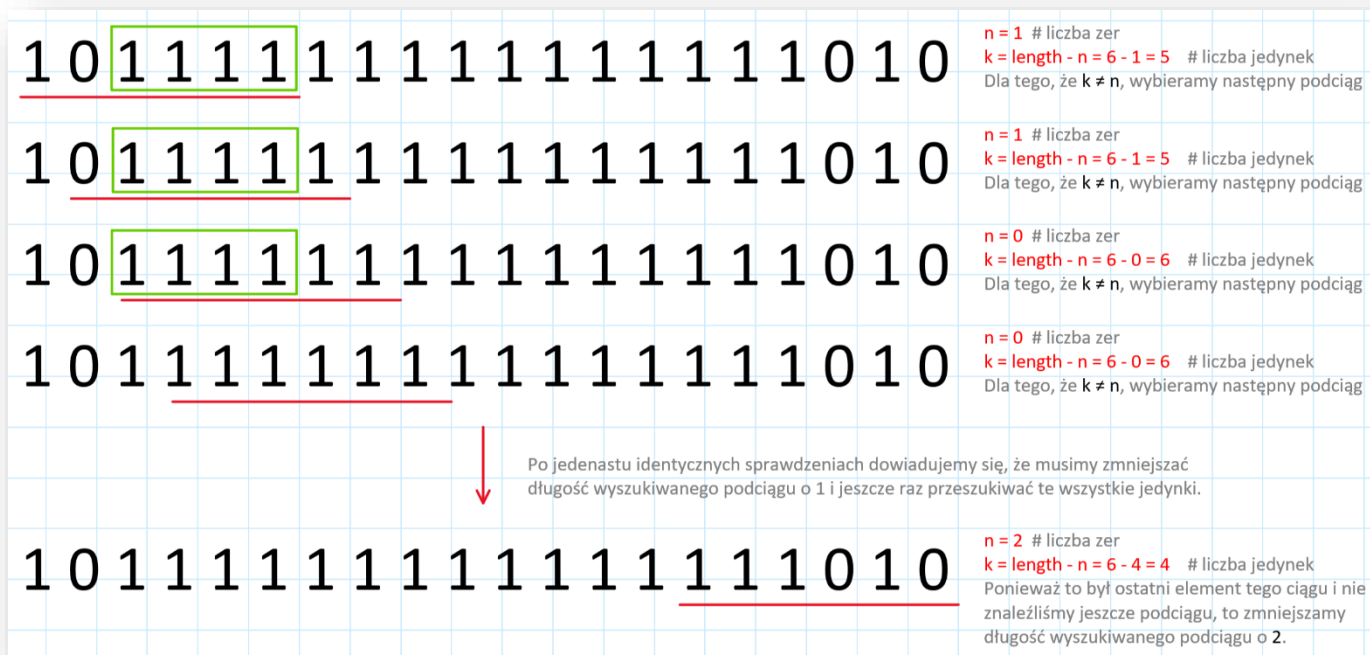 1 0 1 1 1 1 1 1 1 1 1 1 1 1 1 1 1 0 1 0
n = 1 # liczba zer
k = length - n = 6 - 1 = 5 # liczba jedynek
Dla tego, że k ≠ n, wybieramy następny podciąg
1 0 1 1 1 1 1 1 1 1 1 1 1 1 1 1 1 0 1 0
n = 1 # liczba zer
k = length - n = 6 - 1 = 5 # liczba jedynek
Dla tego, że k ≠ n, wybieramy następny podciąg
1 0 1 1 1 1 1 1 1 1 1 1 1 1 1 1 1 0 1 0
n = 0 # liczba zer
k = length - n = 6 - 0 = 6 # liczba jedynek
Dla tego, że k ≠ n, wybieramy następny podciąg
1 0 1 1 1 1 1 1 1 1 1 1 1 1 1 1 1 0 1 0
n = 0 # liczba zer
k = length - n = 6 - 0 = 6 # liczba jedynek
Dla tego, że k ≠ n, wybieramy następny podciąg
Po jedenastu identycznych sprawdzeniach dowiadujemy się, że musimy zmniejszać
długość wyszukiwanego podciągu o 1 i jeszcze raz przeszukiwać te wszystkie jedynki.
1 0 1 1 1 1 1 1 1 1 1 1 1 1 1 1 1 0 1 0
n = 2 # liczba zer
k = length - n = 6 - 4 = 4 # liczba jedynek
Ponieważ to był ostatni element tego ciągu i nie
znaleźliśmy jeszcze podciągu, to zmniejszamy
długość wyszukiwanego podciągu o 2.